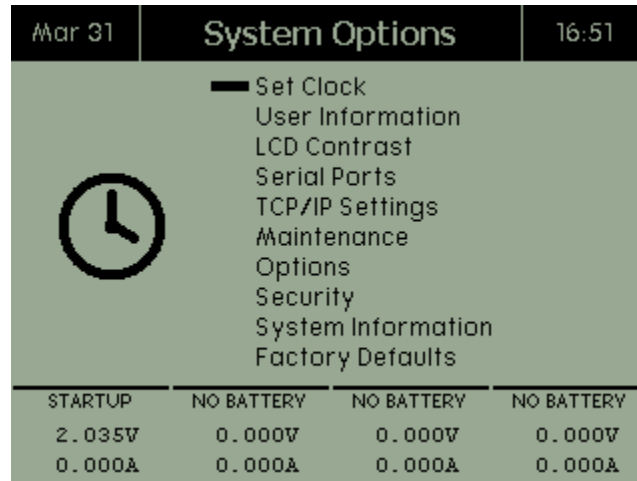 Mar 31 System Options 16:51
Set Clock
User Information
LCD Contrast
Serial Ports
TCP/IP Settings
Maintenance
Options
Security
System Information
Factory Defaults
STARTUP NO BATTERY NO BATTERY NO BATTERY
2.035V 0.000V 0.000V 0.000V
0.000A 0.000A 0.000A 0.000A